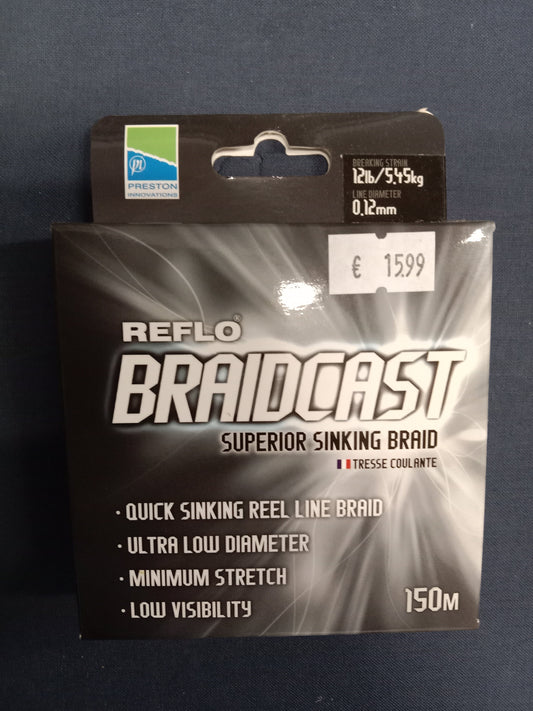 PRESTON
INNOVATIONS
BREAKING STRAIN
12lb/5,45kg
LINE DIAMETER
0.12mm
€ 15.99
REFLO®
BRAIDCAST
SUPERIOR SINKING BRAID
TRESSE COULANTE
· QUICK SINKING REEL LINE BRAID
· ULTRA LOW DIAMETER
· MINIMUM STRETCH
· LOW VISIBILITY
150M